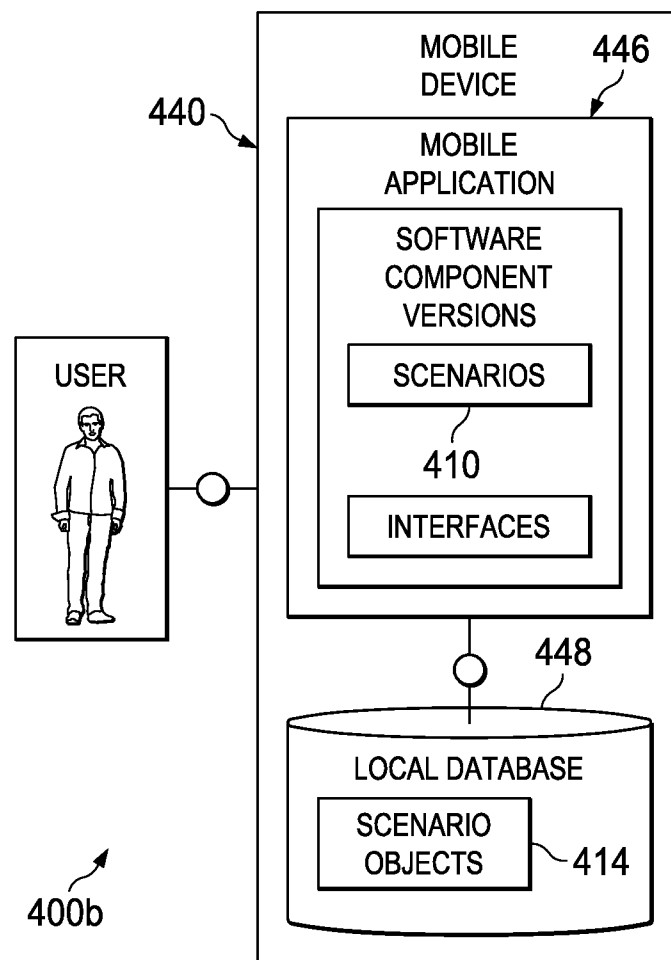 MOBILE
DEVICE
446
440
MOBILE
APPLICATION
SOFTWARE
COMPONENT
VERSIONS
USER
SCENARIOS
410
INTERFACES
448
LOCAL DATABASE
SCENARIO
OBJECTS
414
400b